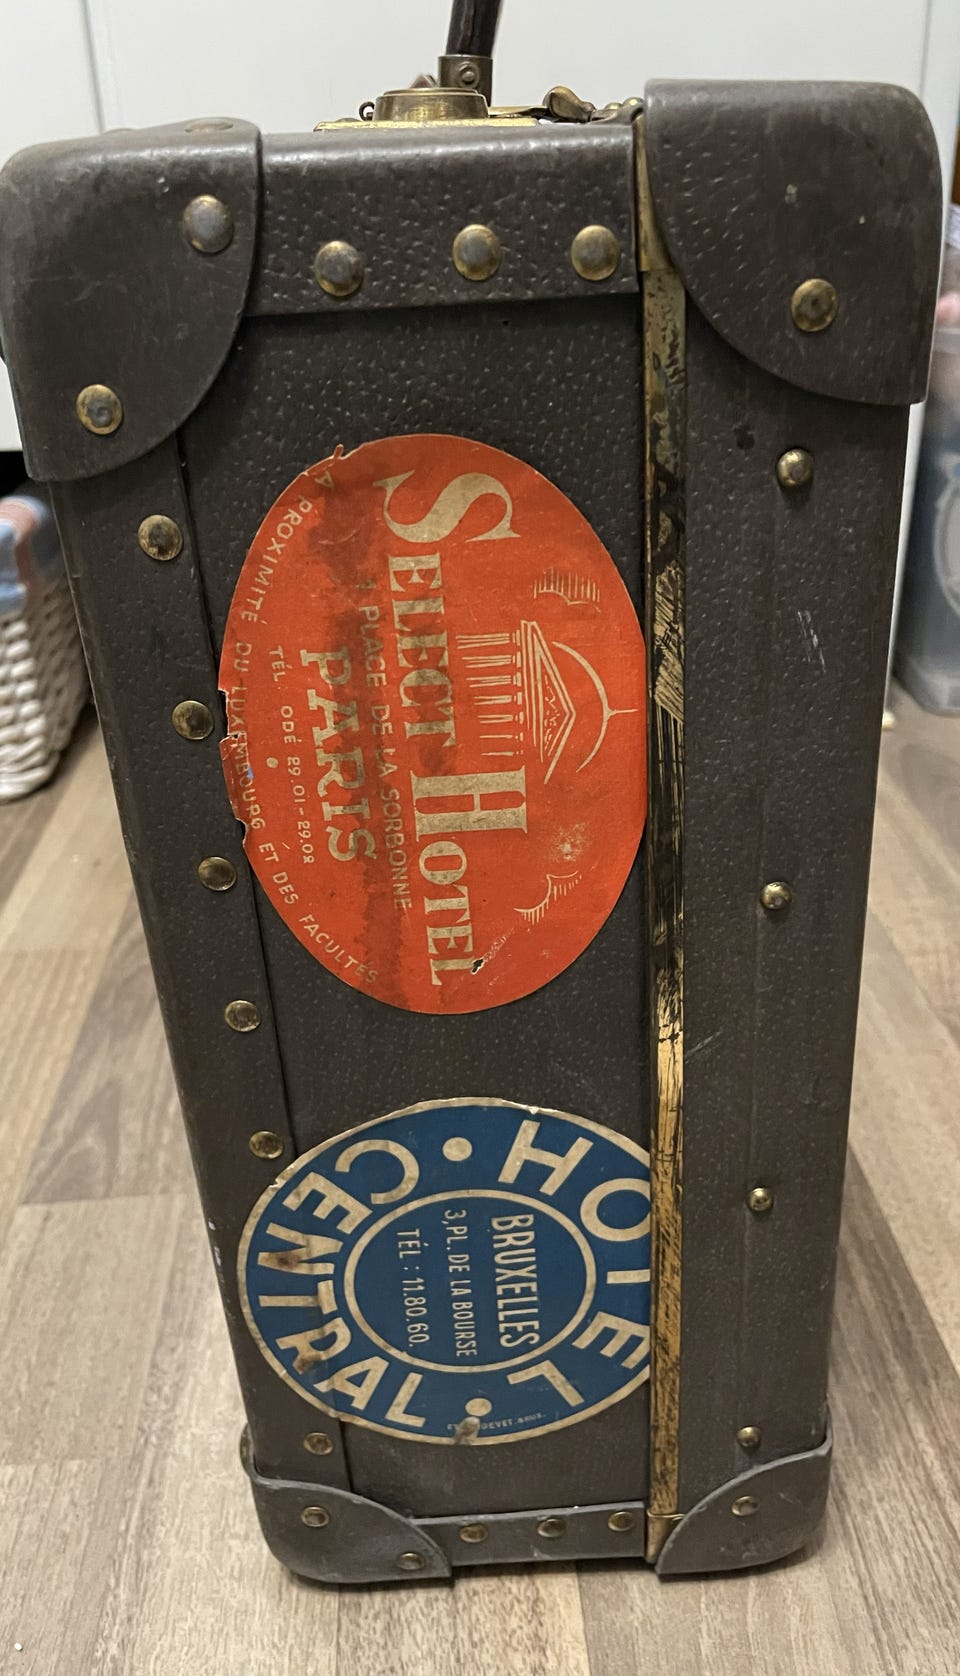 SELECT HOTEL
PLACE DE LA SORBONNE
PARIS
TÉL. ODÉ 29.01-29.02
A PROXIMITÉ DU LUXEMBOURG ET DES FACULTÉS
HOTEL
BRUXELLES
3, PL. DE LA BOURSE
TÉL : 11.80.60.
CENTRAL